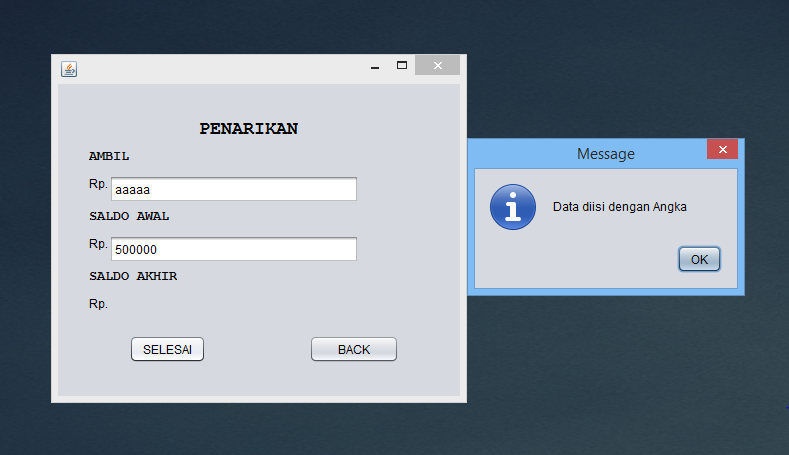 PENARIKAN
AMBIL
Rp. aaaaa
SALDO AWAL
Rp. 500000
SALDO AKHIR
Rp.
SELESAI BACK
Message
Data diisi dengan Angka
OK